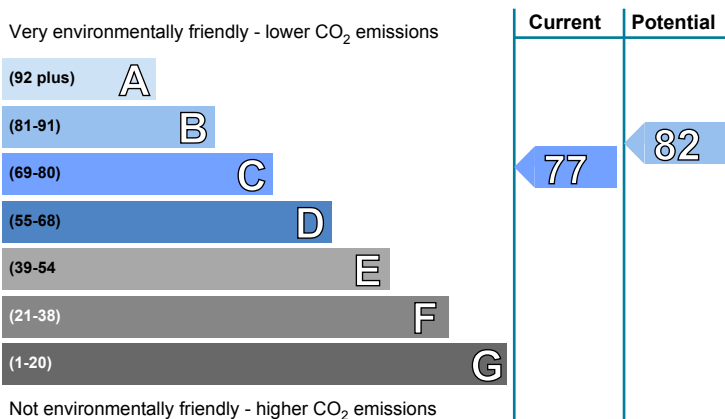 Current Potential
Very environmentally friendly - lower CO2 emissions
(92 plus) A
(81-91) B
(69-80) C
(55-68) D
(39-54 E
(21-38) F
(1-20) G
77
82
Not environmentally friendly - higher CO2 emissions